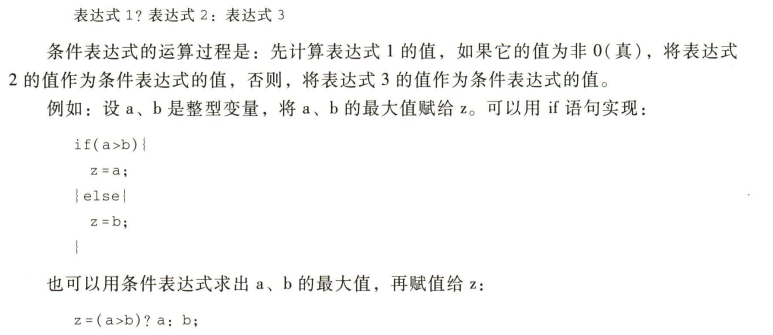 表达式 1? 表达式 2: 表达式 3
条件表达式的运算过程是：先计算表达式 1 的值，如果它的值为非 0(真)，将表达式
2 的值作为条件表达式的值，否则，将表达式 3 的值作为条件表达式的值。
例如：设 a、b 是整型变量，将 a、b 的最大值赋给 z。可以用 if 语句实现：
if(a>b){
z=a;
}else{
z=b;
}
也可以用条件表达式求出 a、b 的最大值，再赋值给 z：
z=(a>b)? a: b;